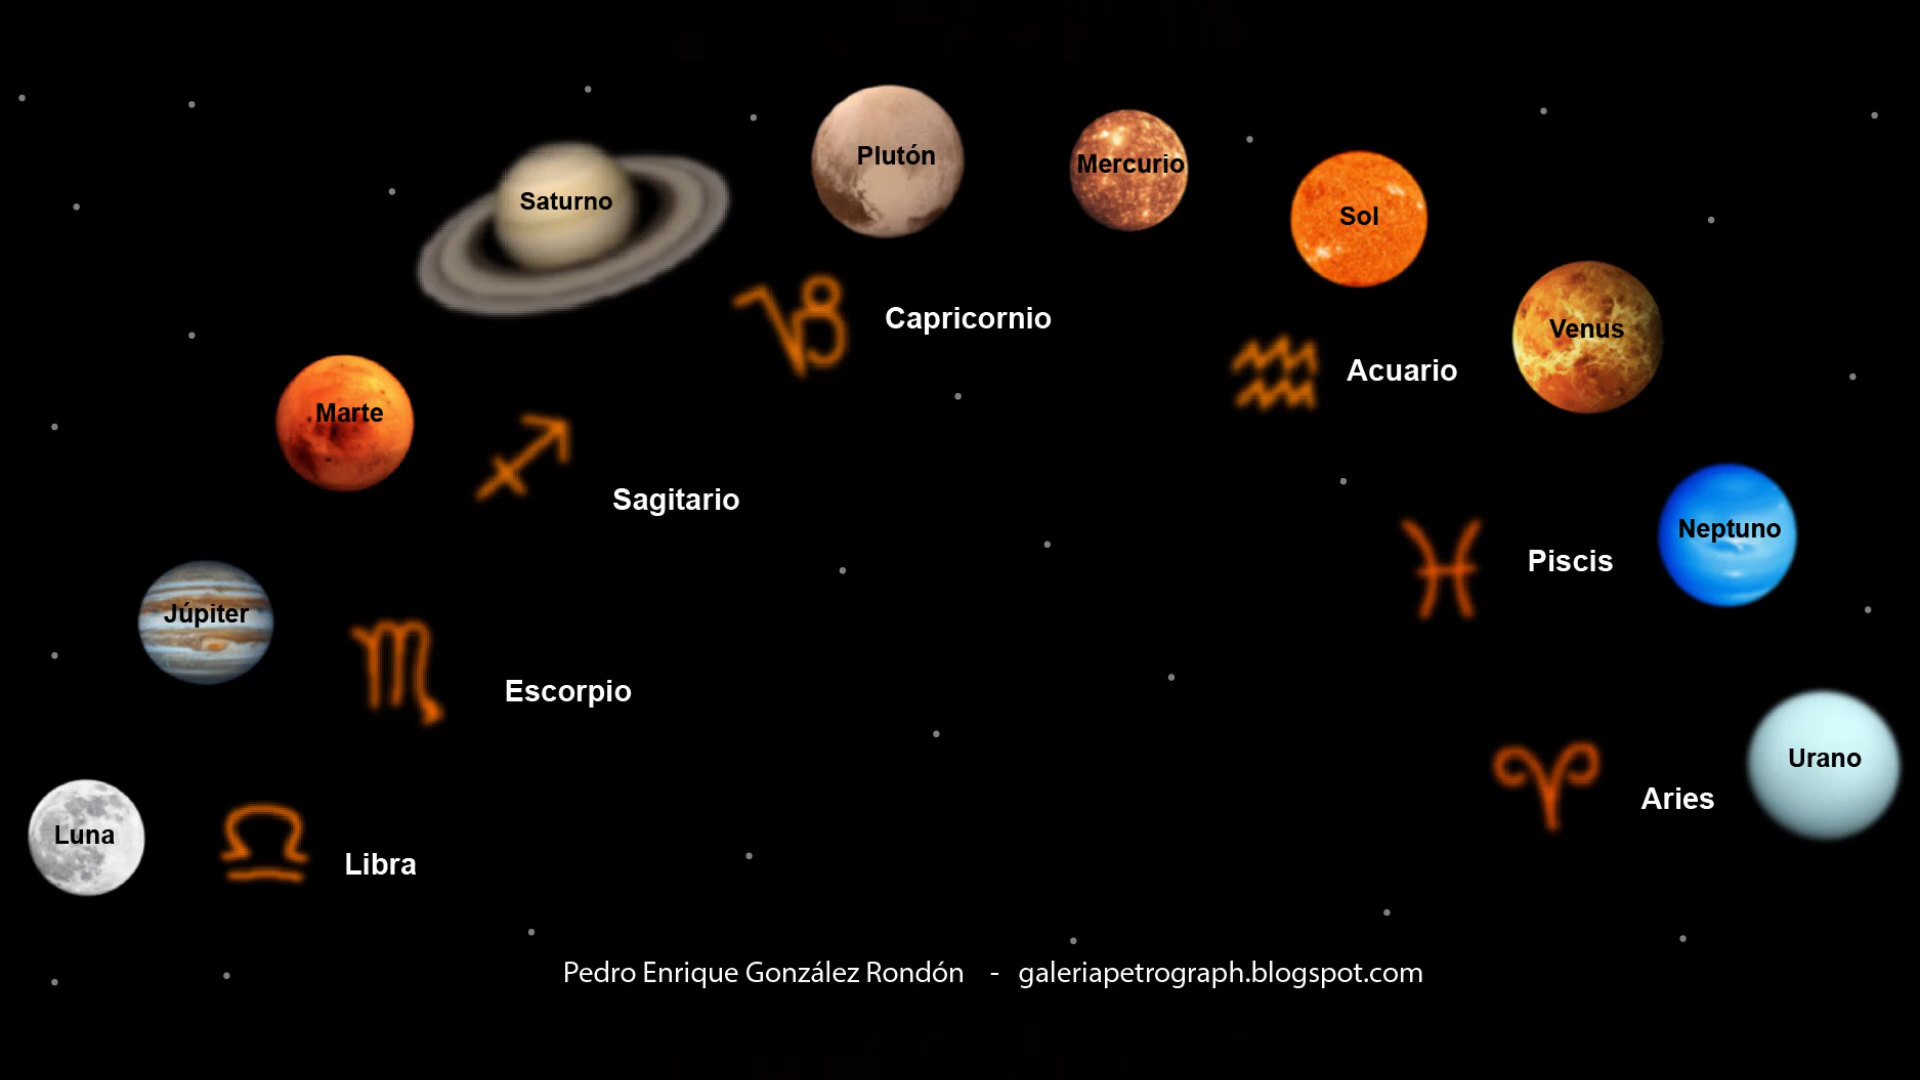 Plutón
Mercurio
Saturno
Sol
Capricornio
Venus
Acuario
Marte
Sagitario
Neptuno
Piscis
Júpiter
Escorpio
Urano
Aries
Luna
Libra
Pedro Enrique González Rondón - galeriapetrograph.blogspot.com